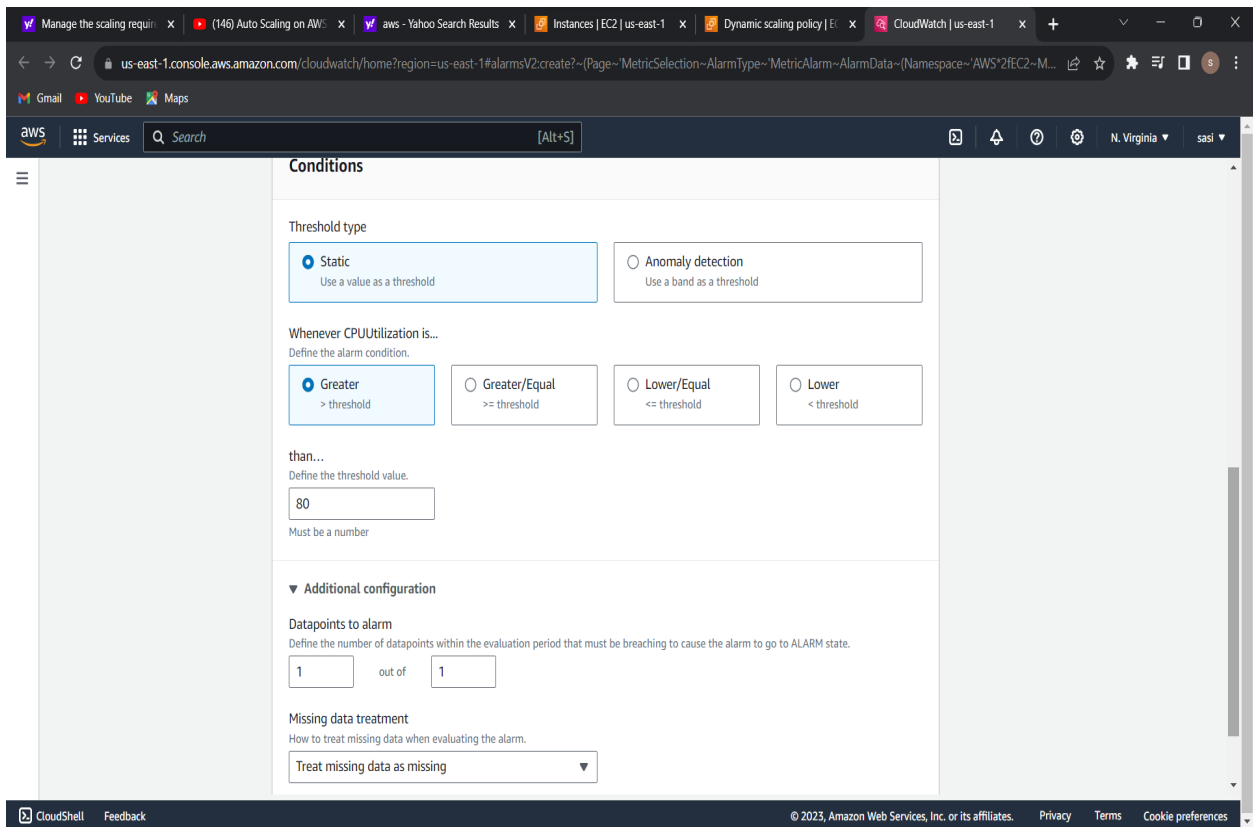 Manage the scaling requir
(146) Auto Scaling on AWS
aws - Yahoo Search Results
Instances | EC2 | us-east-1
Dynamic scaling policy | EC
CloudWatch | us-east-1
us-east-1.console.aws.amazon.com/cloudwatch/home?region=us-east-1#alarmsV2:create?~(Page~'MetricSelection~AlarmType~'MetricAlarm~AlarmData~(Namespace~'AWS*2fEC2~M...
S
Gmail YouTube Maps
aws Services Search [Alt+S] N. Virginia ▼ sasi ▼
Conditions
Threshold type
Static
Use a value as a threshold
Anomaly detection
Use a band as a threshold
Whenever CPUUtilization is...
Define the alarm condition.
Greater
> threshold
Greater/Equal
>= threshold
Lower/Equal
<= threshold
Lower
< threshold
than...
Define the threshold value.
80
Must be a number
▼ Additional configuration
Datapoints to alarm
Define the number of datapoints within the evaluation period that must be breaching to cause the alarm to go to ALARM state.
1 out of 1
Missing data treatment
How to treat missing data when evaluating the alarm.
Treat missing data as missing
CloudShell Feedback © 2023, Amazon Web Services, Inc. or its affiliates. Privacy Terms Cookie preferences